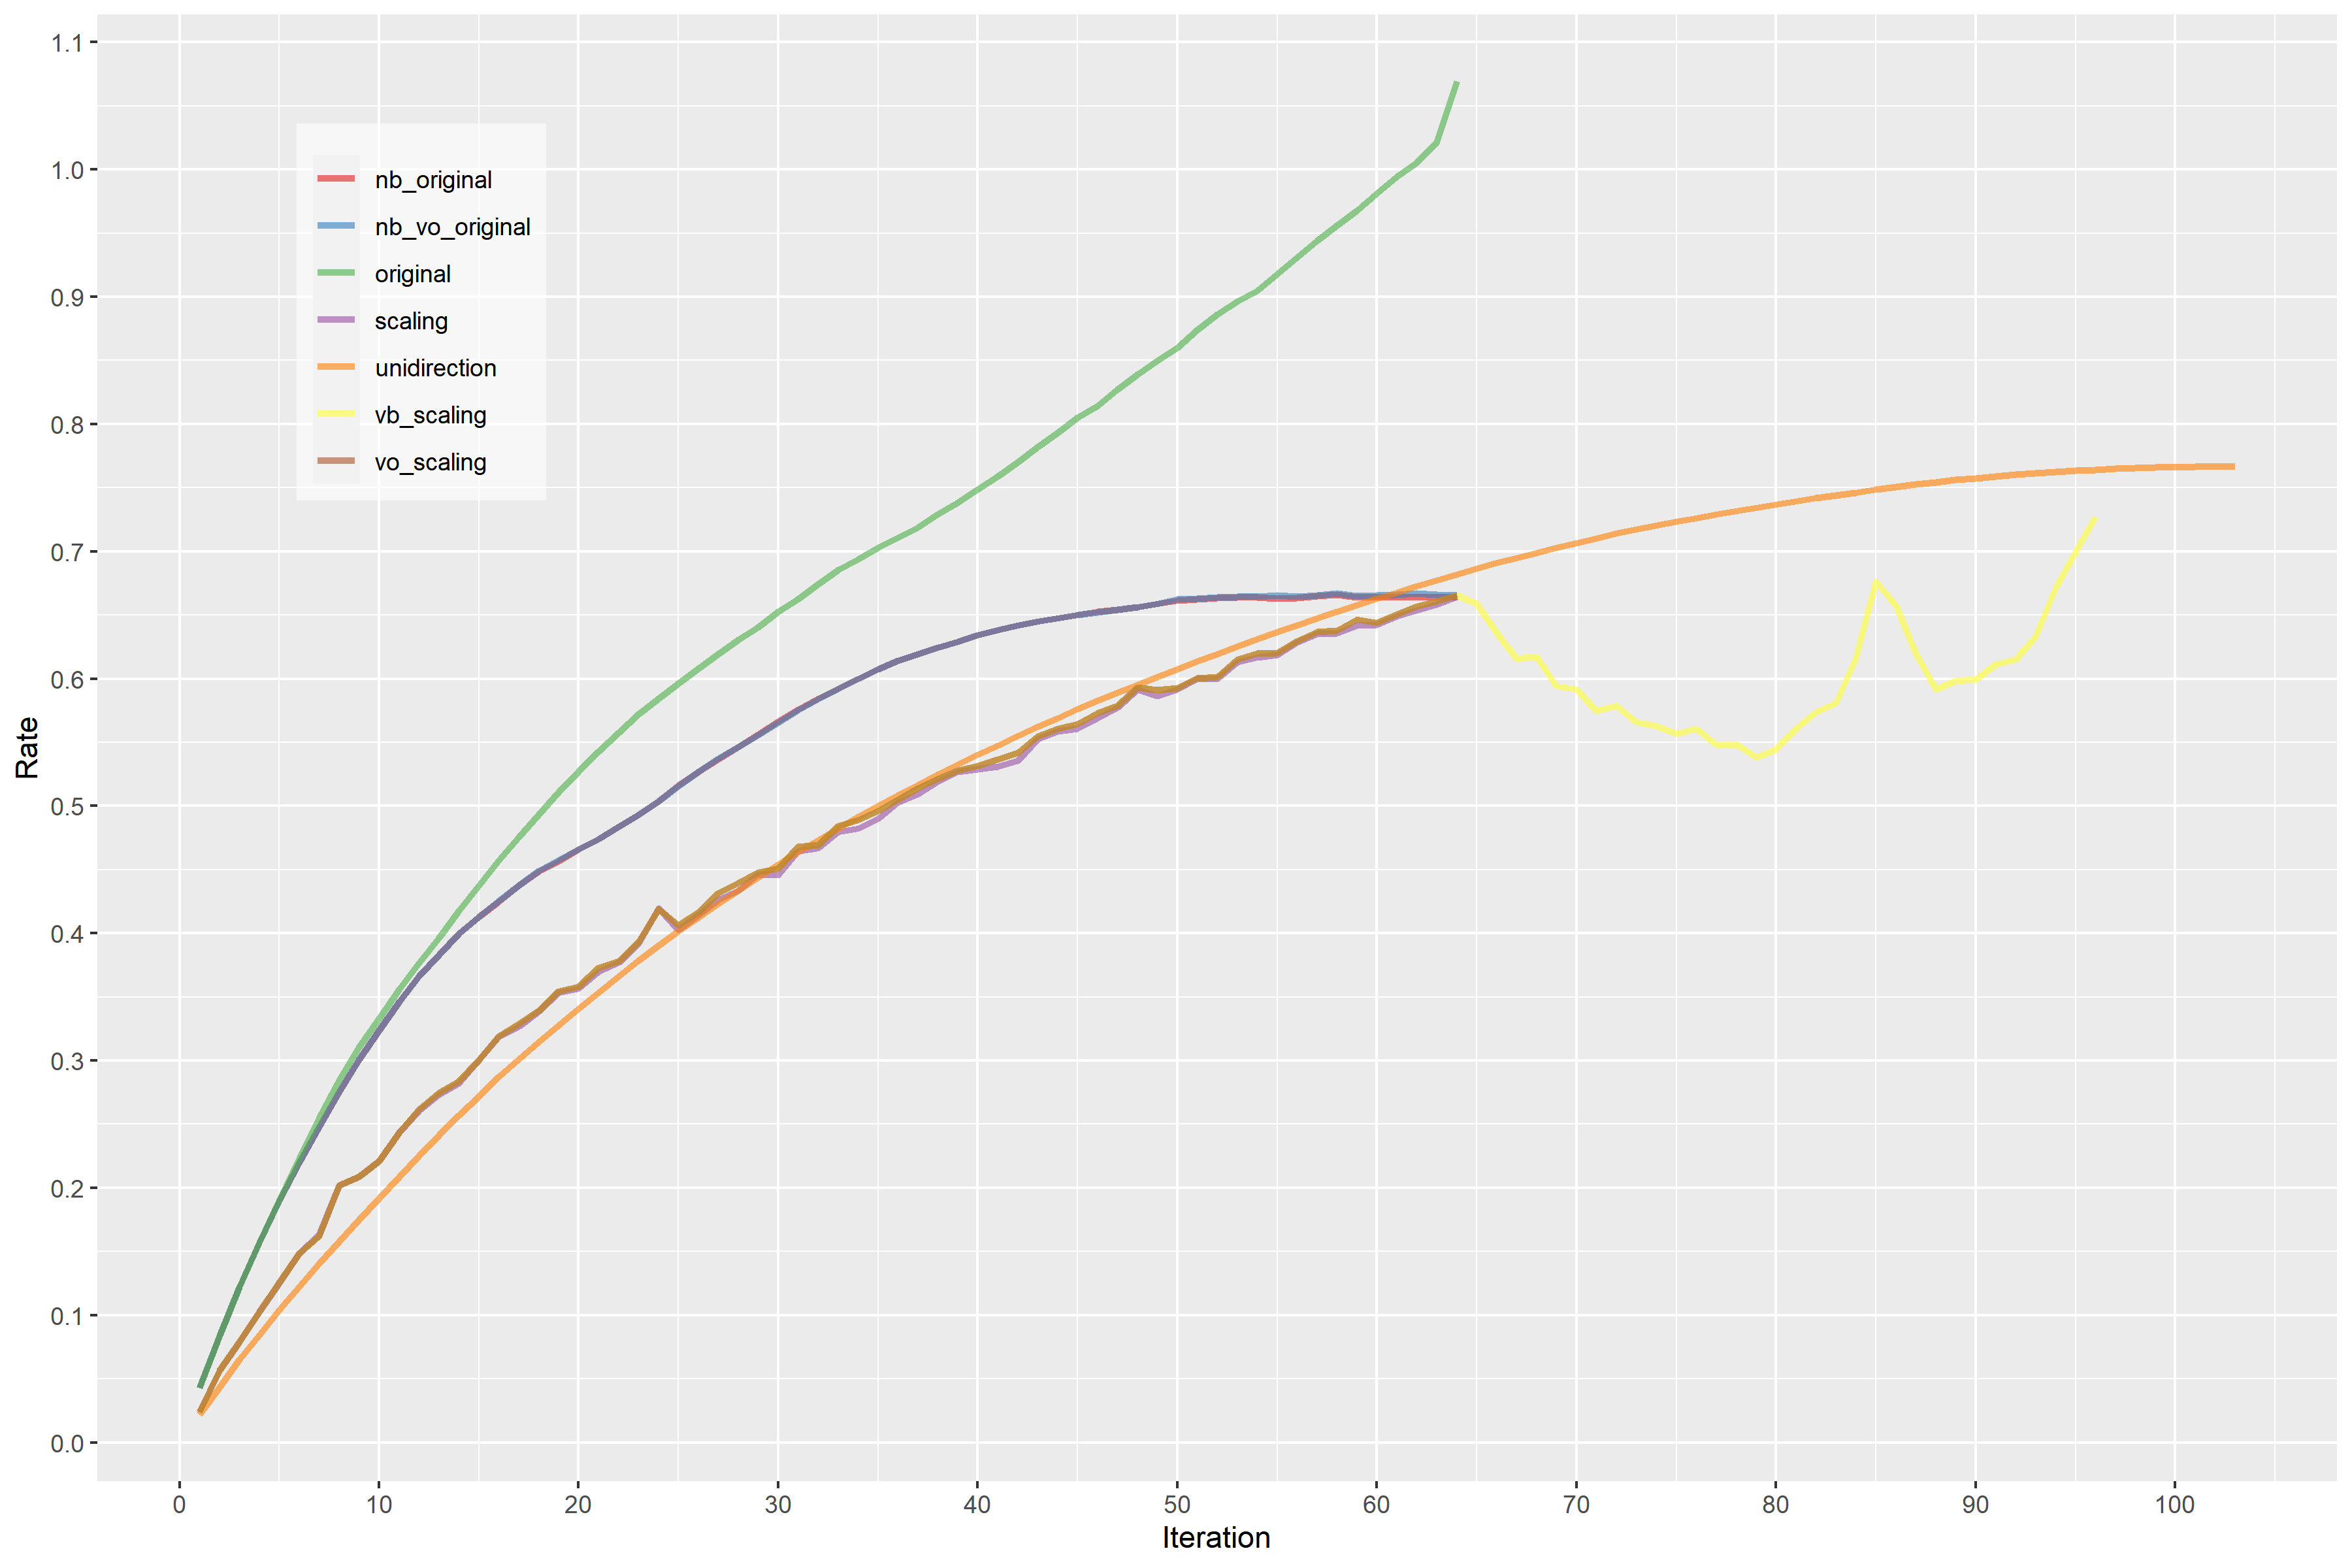 1.1
1.0
0.9
0.8
0.7
0.6
0.5
0.4
0.3
0.2
0.1
0.0
Rate
nb_original
nb_vo_original
original
scaling
unidirection
vb_scaling
vo_scaling
0 10 20 30 40 50 60 70 80 90 100
Iteration